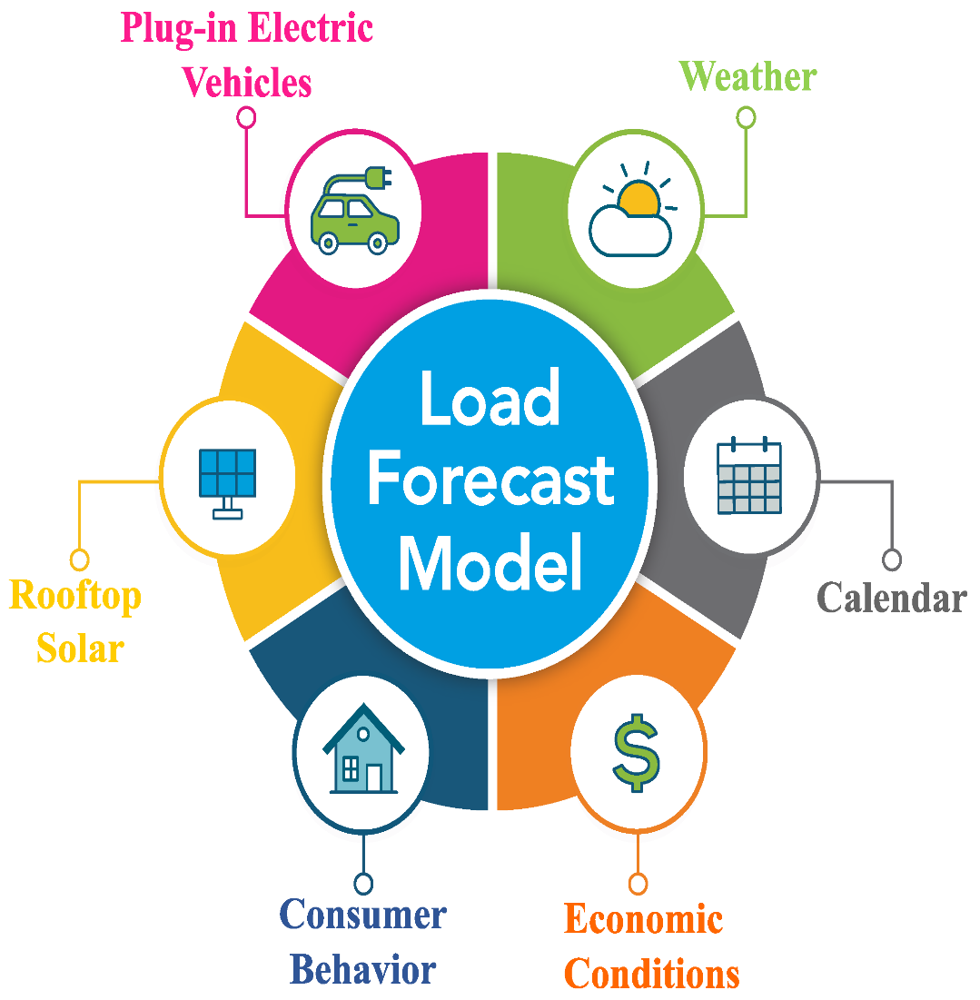 Plug-in Electric
Vehicles
Weather
Load
Forecast
Model
Rooftop
Solar
Calendar
Consumer
Behavior
Economic
Conditions
$